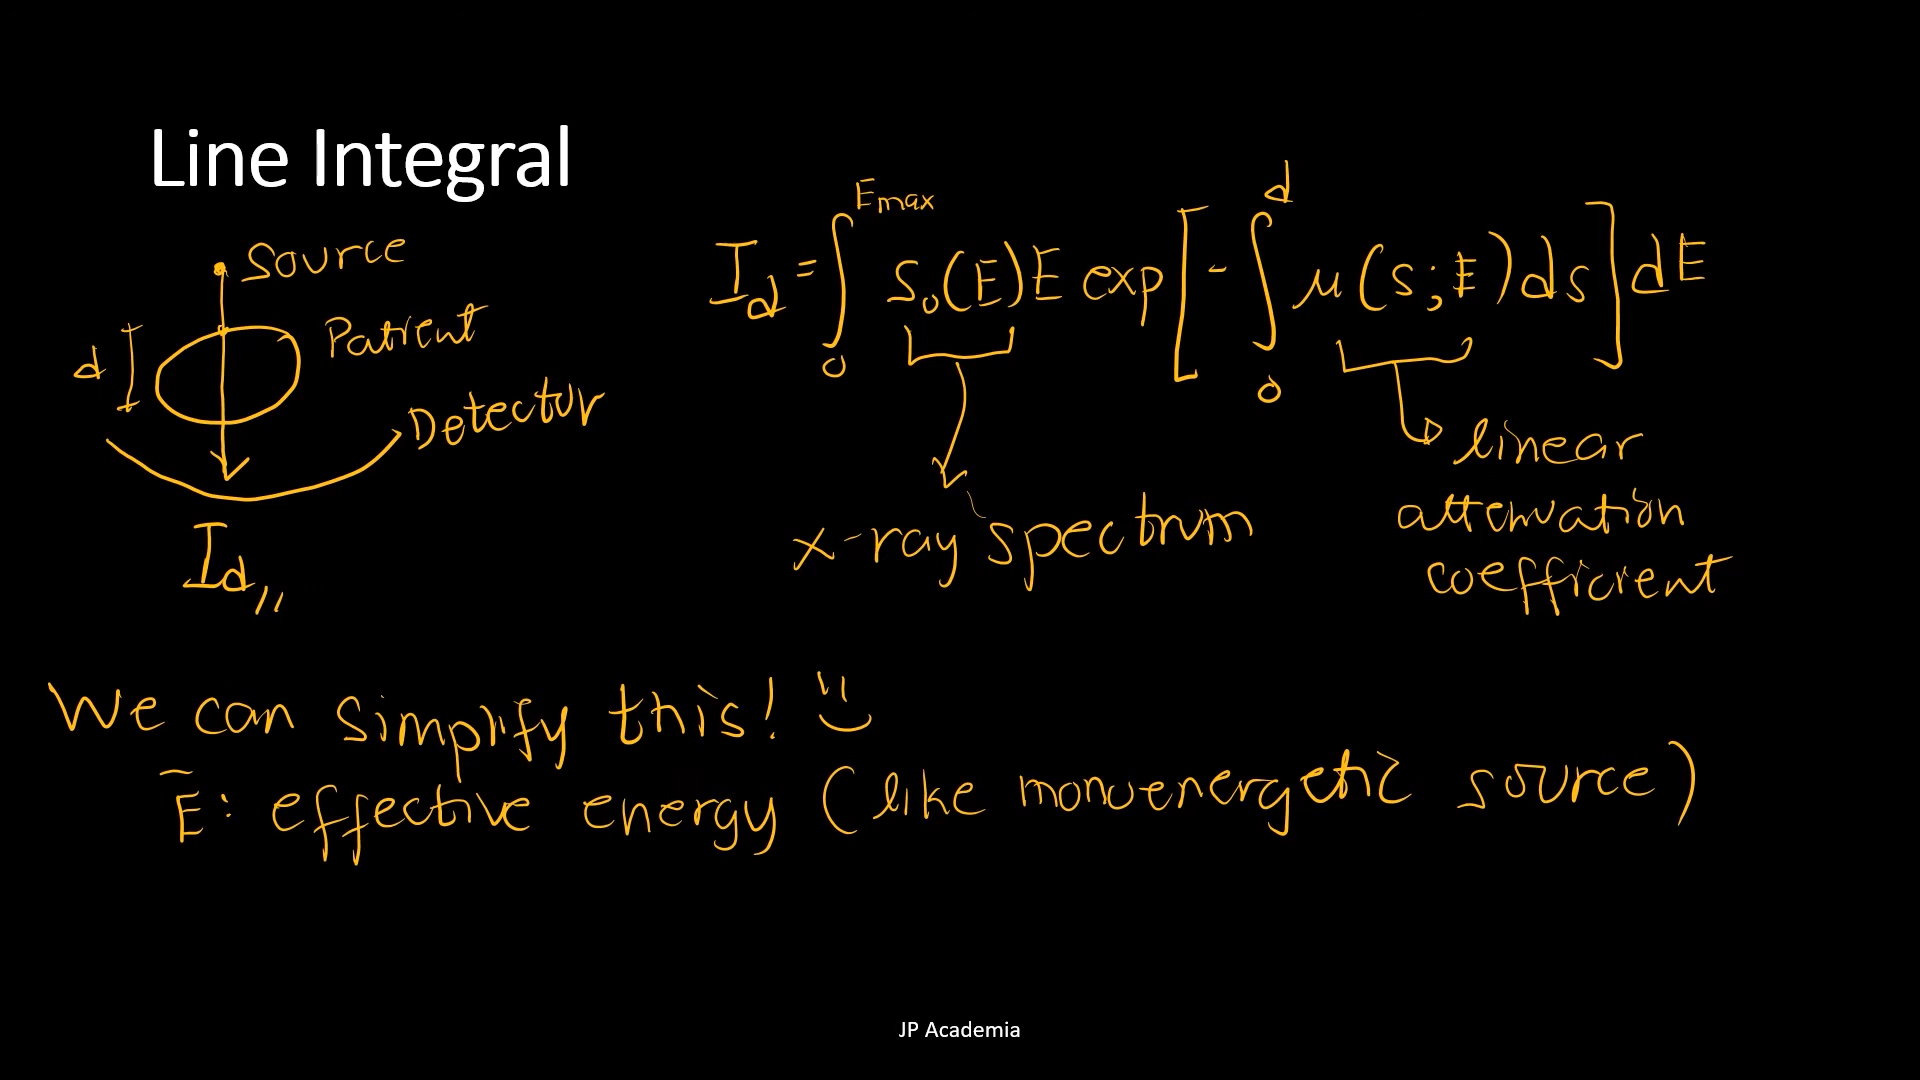 Line Integral
Source
Patient
d
Detector
Id,,
Id = ∫₀^Emax S₀(E)E exp[-∫₀^d μ(s;E)ds]dE
x-ray spectrum
linear
attenuation
coefficient
We can simplify this! :)
Ē: effective energy (like monoenergetic source)
JP Academia